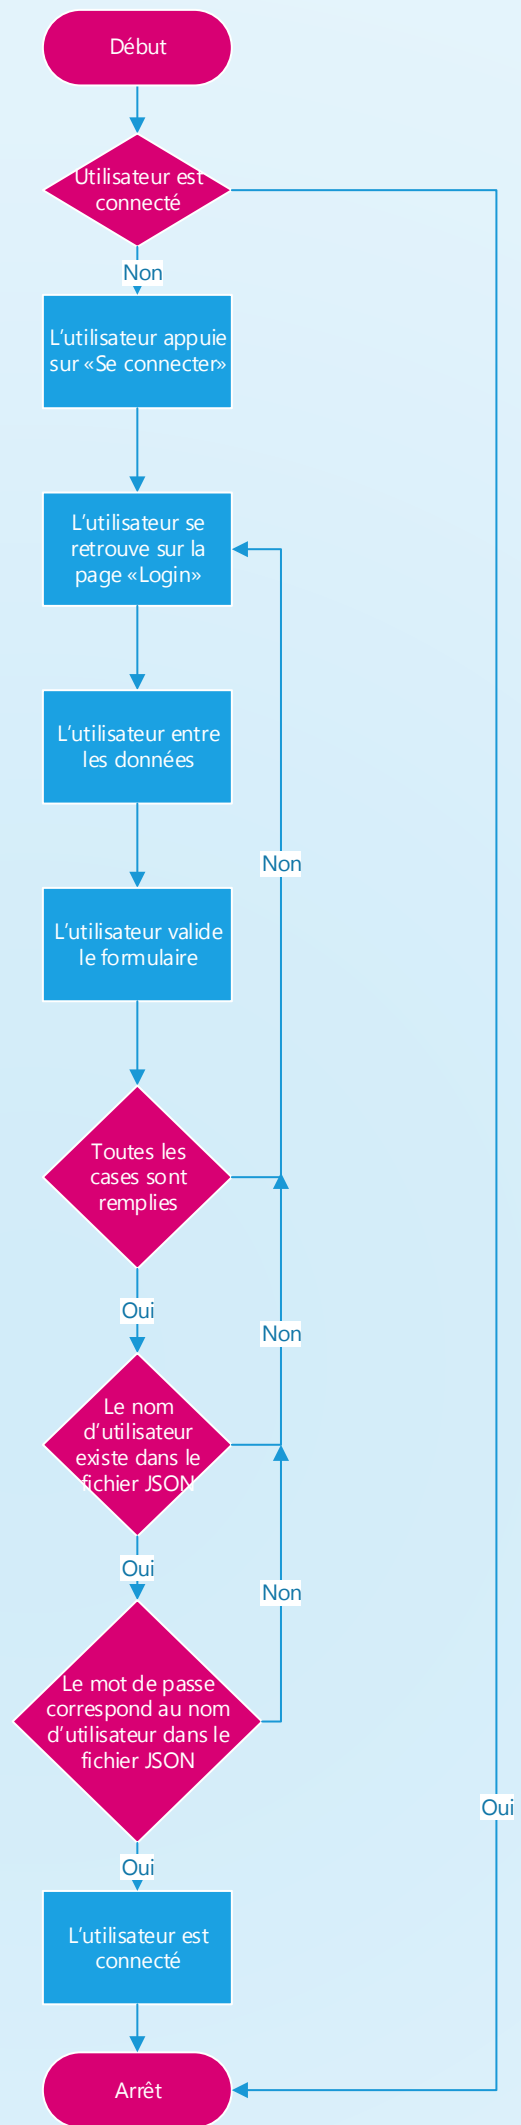 Début
Utilisateur est
connecté
Non
L'utilisateur appuie
sur «Se connecter»
L'utilisateur se
retrouve sur la
page «Login»
L'utilisateur entre
les données
Non
L'utilisateur valide
le formulaire
Toutes les
cases sont
remplies
Oui
Non
Le nom
d'utilisateur
existe dans le
fichier JSON
Oui
Non
Le mot de passe
correspond au nom
d'utilisateur dans le
fichier JSON
Oui
Oui
L'utilisateur est
connecté
Arrêt